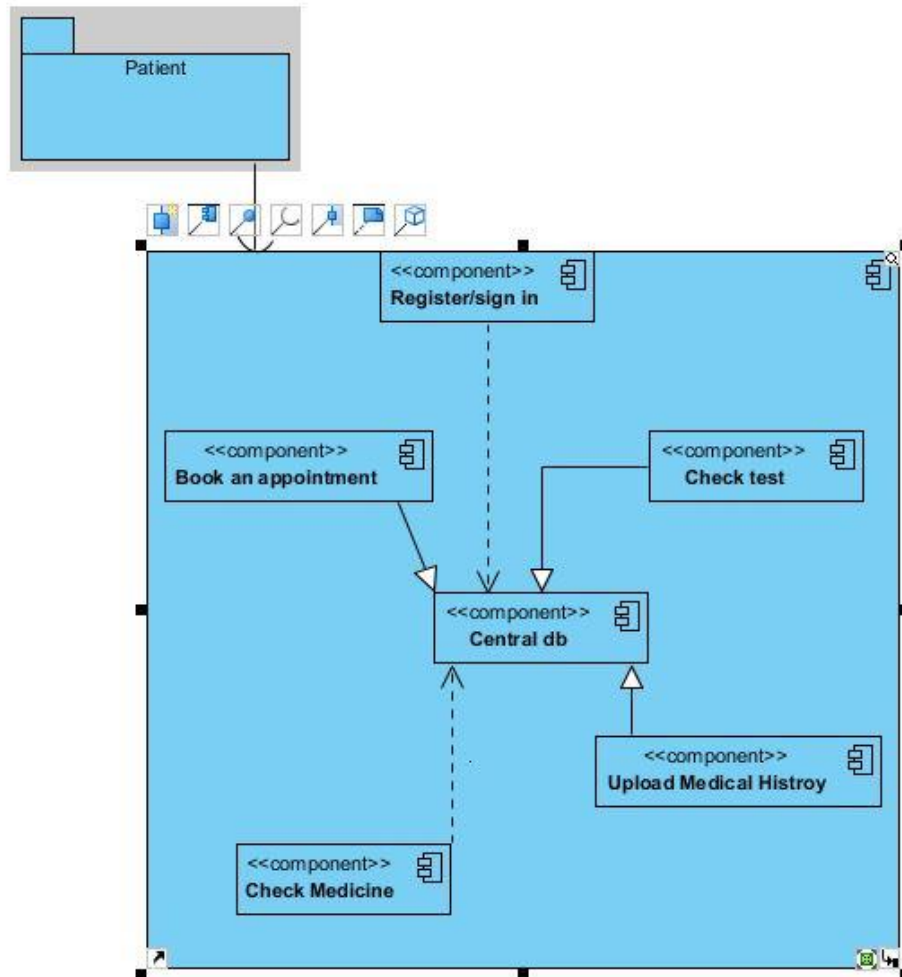 Patient
<<component>>
Register/sign in
<<component>>
Book an appointment
<<component>>
Check test
<<component>>
Central db
<<component>>
Upload Medical Histroy
<<component>>
Check Medicine